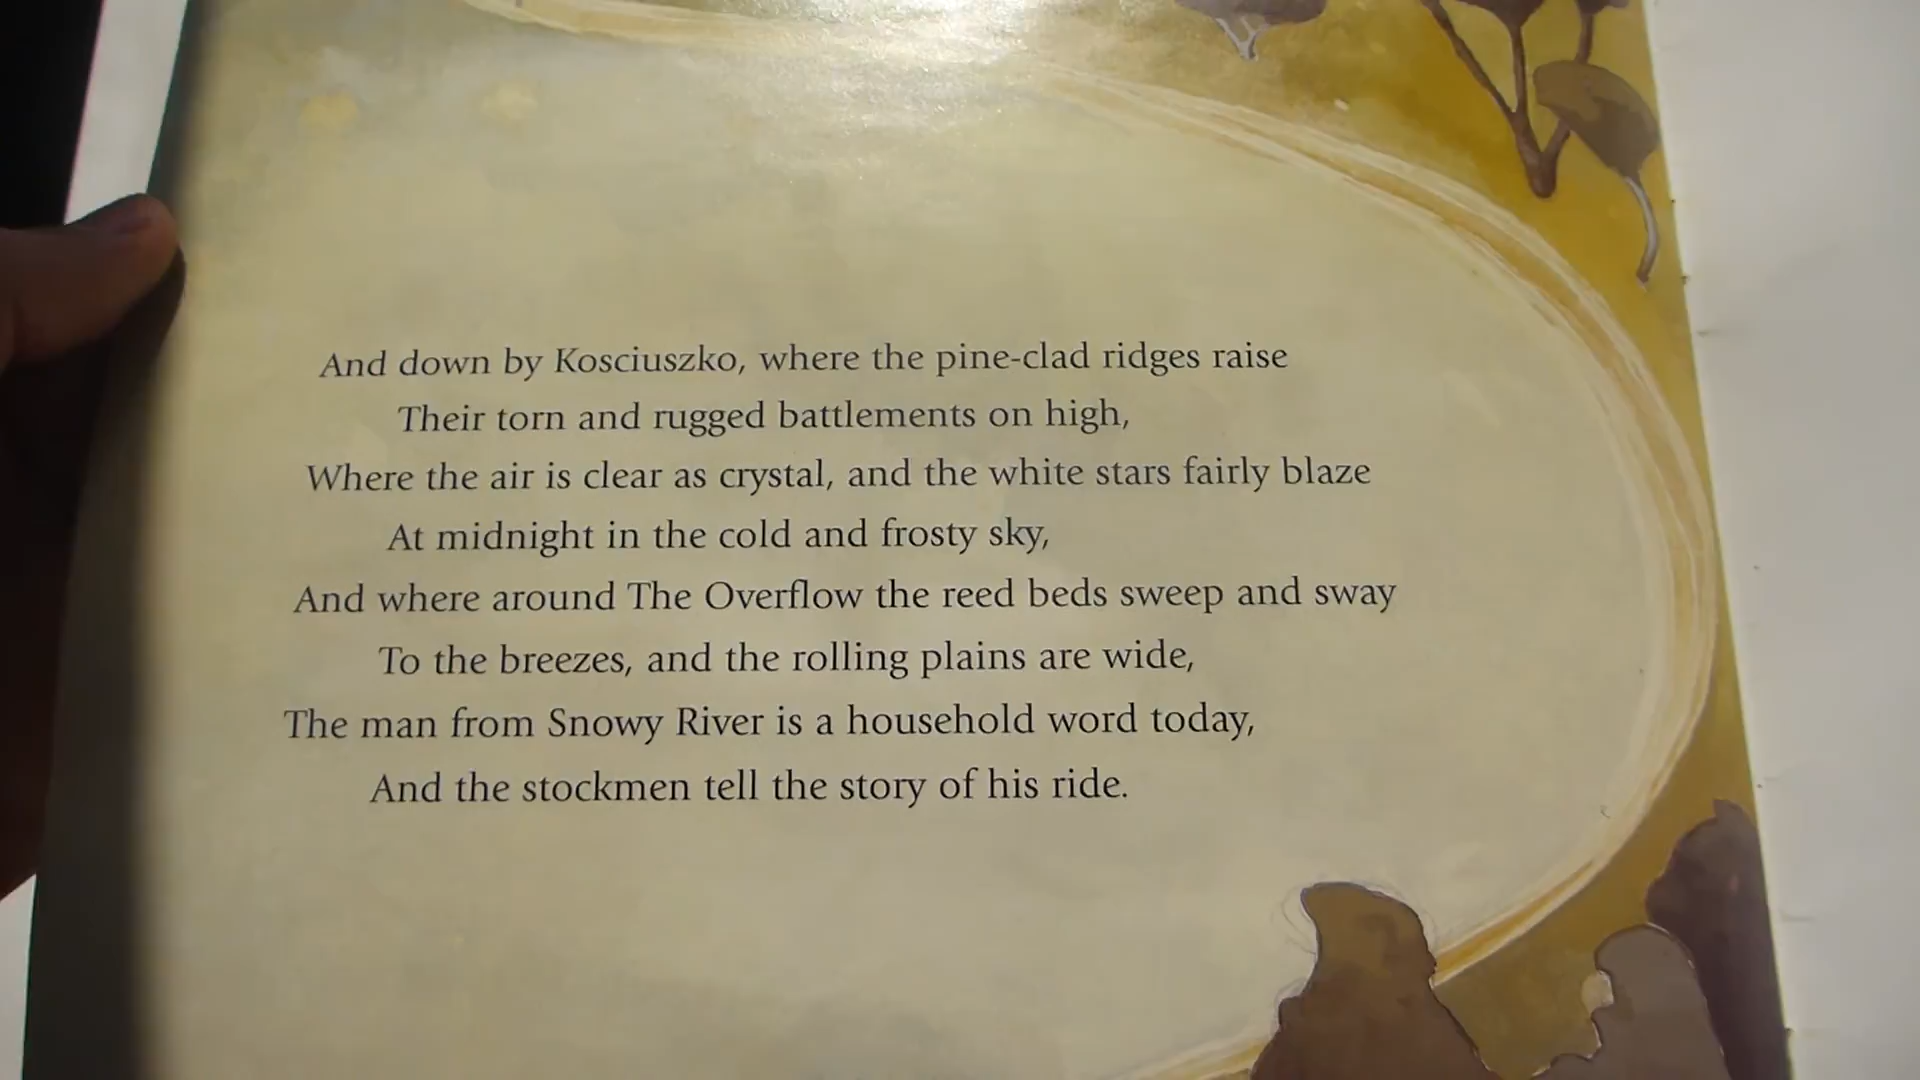 And down by Kosciuszko, where the pine-clad ridges raise
Their torn and rugged battlements on high,
Where the air is clear as crystal, and the white stars fairly blaze
At midnight in the cold and frosty sky,
And where around The Overflow the reed beds sweep and sway
To the breezes, and the rolling plains are wide,
The man from Snowy River is a household word today,
And the stockmen tell the story of his ride.